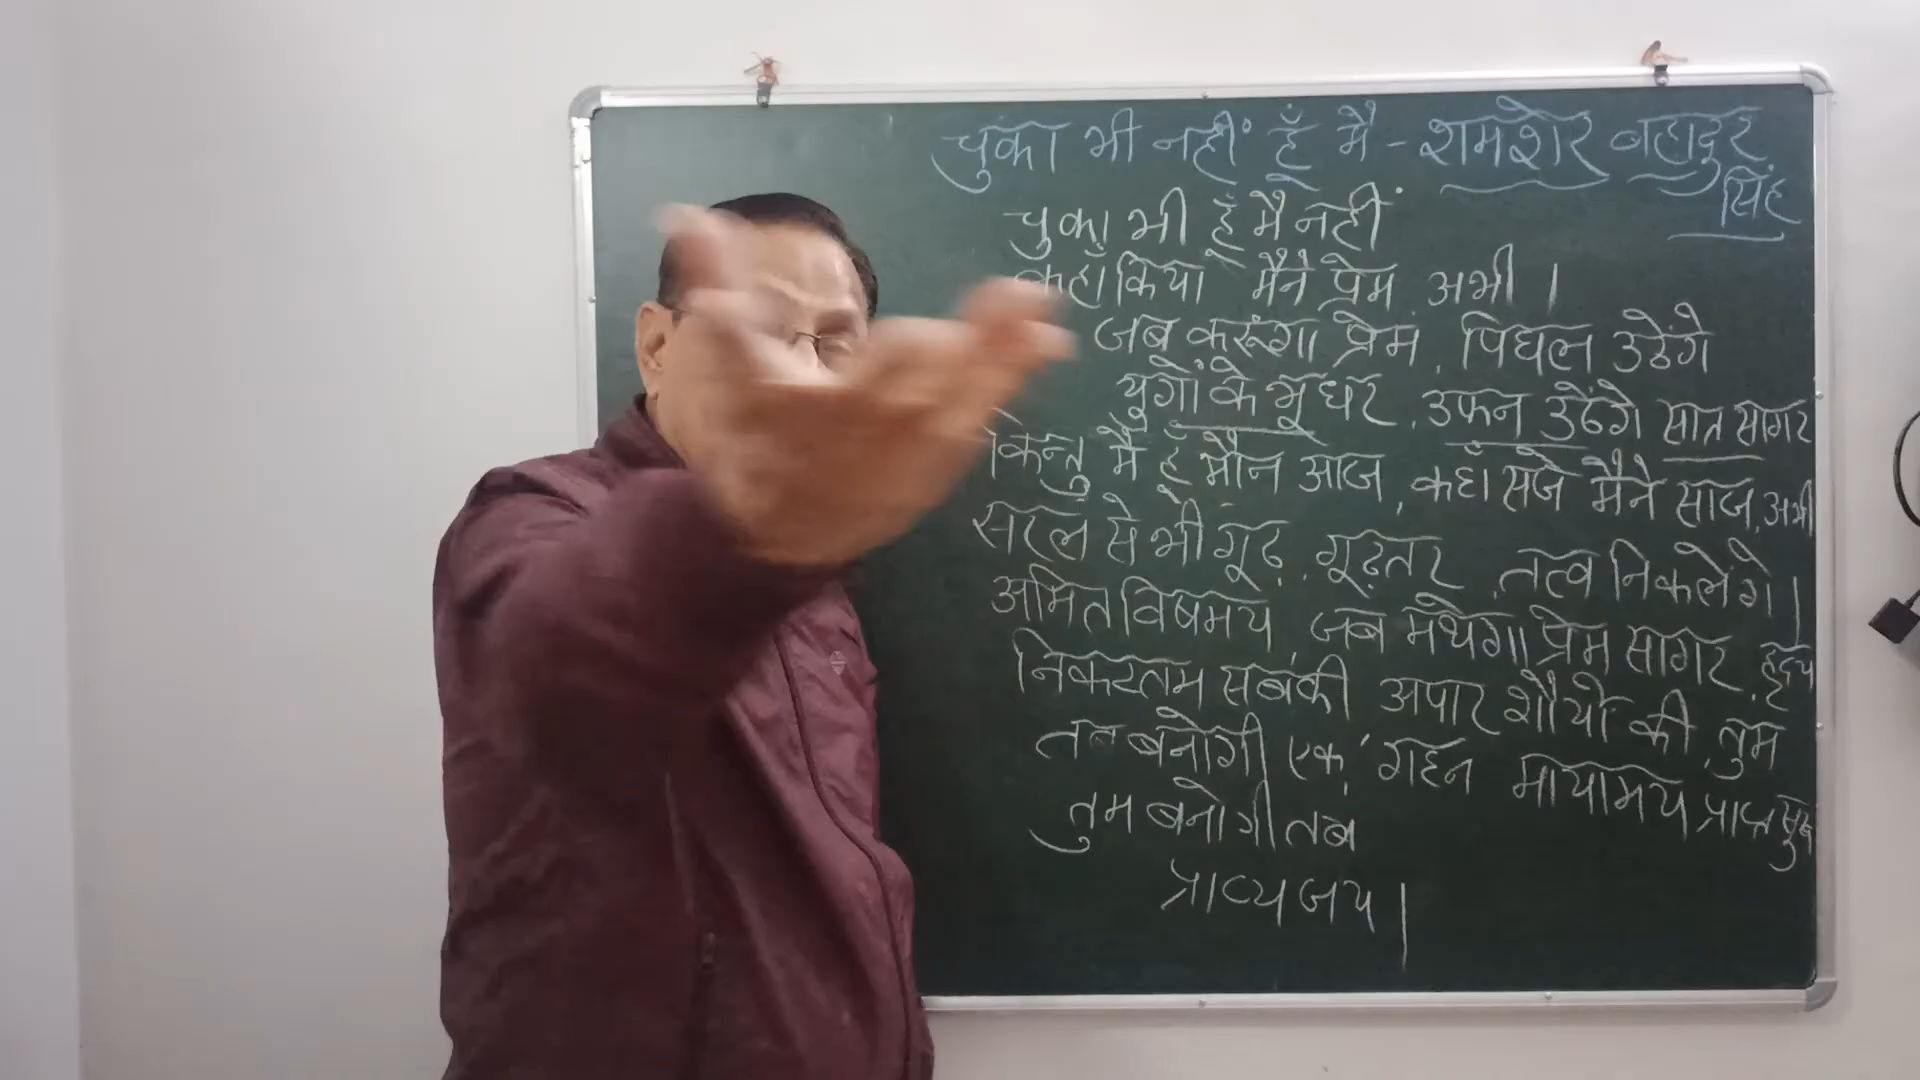 चुका भी नहीं हूँ मै - शमशेर बहादुर
सिंह
चुका भी हूँ मै नहीं
कहाँ किया मैने प्रेम अभी ।
जब करूंगा प्रेम, पिघल उठेंगे
युगों के भूधर, उफन उठेंगे सात सागर
किन्तु मै हूँ मौन आज, कहाँ सजे मैने साज, अभी
सरल से भी गूढ़, गूढ़तर, तत्व निकलेंगे ।
अमित विषमय, जब मथेगा प्रेम सागर, हृदय
निकटतम सबकी अपार शौर्यो की, तुम
तब बनोगी एक गहन मायामय प्राप्त सुख
तुम बनोगी तब
प्राप्य जय ।